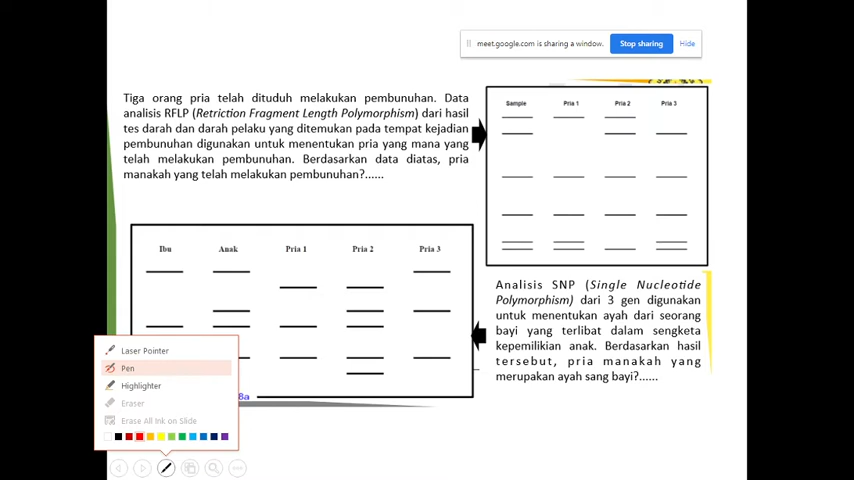 meet.google.com is sharing a window.
Stop sharing
Hide
Tiga orang pria telah dituduh melakukan pembunuhan. Data
analisis RFLP (Retriction Fragment Length Polymorphism) dari hasil
tes darah dan darah pelaku yang ditemukan pada tempat kejadian
pembunuhan digunakan untuk menentukan pria yang mana yang
telah melakukan pembunuhan. Berdasarkan data diatas, pria
manakah yang telah melakukan pembunuhan?......
Sample Pria 1 Pria 2 Pria 3
Ibu Anak Pria 1 Pria 2 Pria 3
Analisis SNP (Single Nucleotide
Polymorphism) dari 3 gen digunakan
untuk menentukan ayah dari seorang
bayi yang terlibat dalam sengketa
kepemilikian anak. Berdasarkan hasil
tersebut, pria manakah yang
merupakan ayah sang bayi?......
Laser Pointer
Pen
Highlighter
Eraser
Erase All Ink on Slide
8a